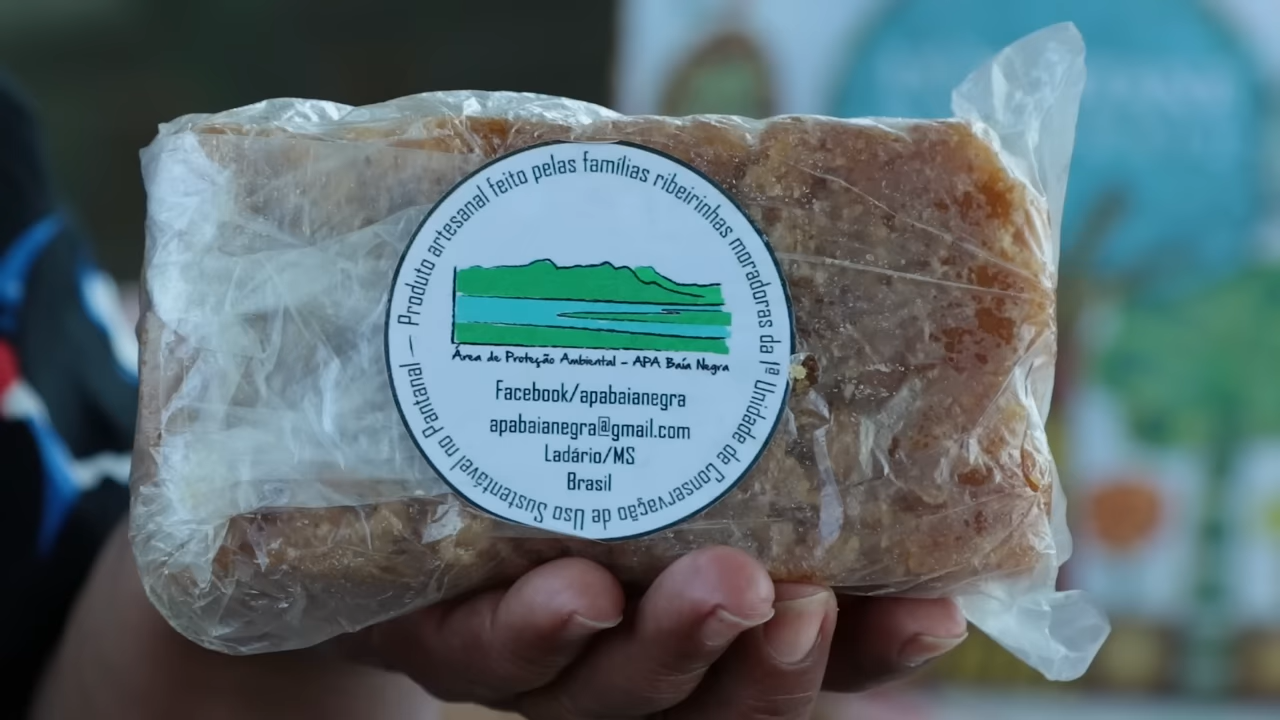 — Produto artesanal feito pelas famílias ribeirinhas moradoras da 1ª Unidade de Conservação de Uso Sustentável no Pantanal
Área de Proteção Ambiental – APA Baía Negra
Facebook/apabaianegra
apabaianegra@gmail.com
Ladário/MS
Brasil